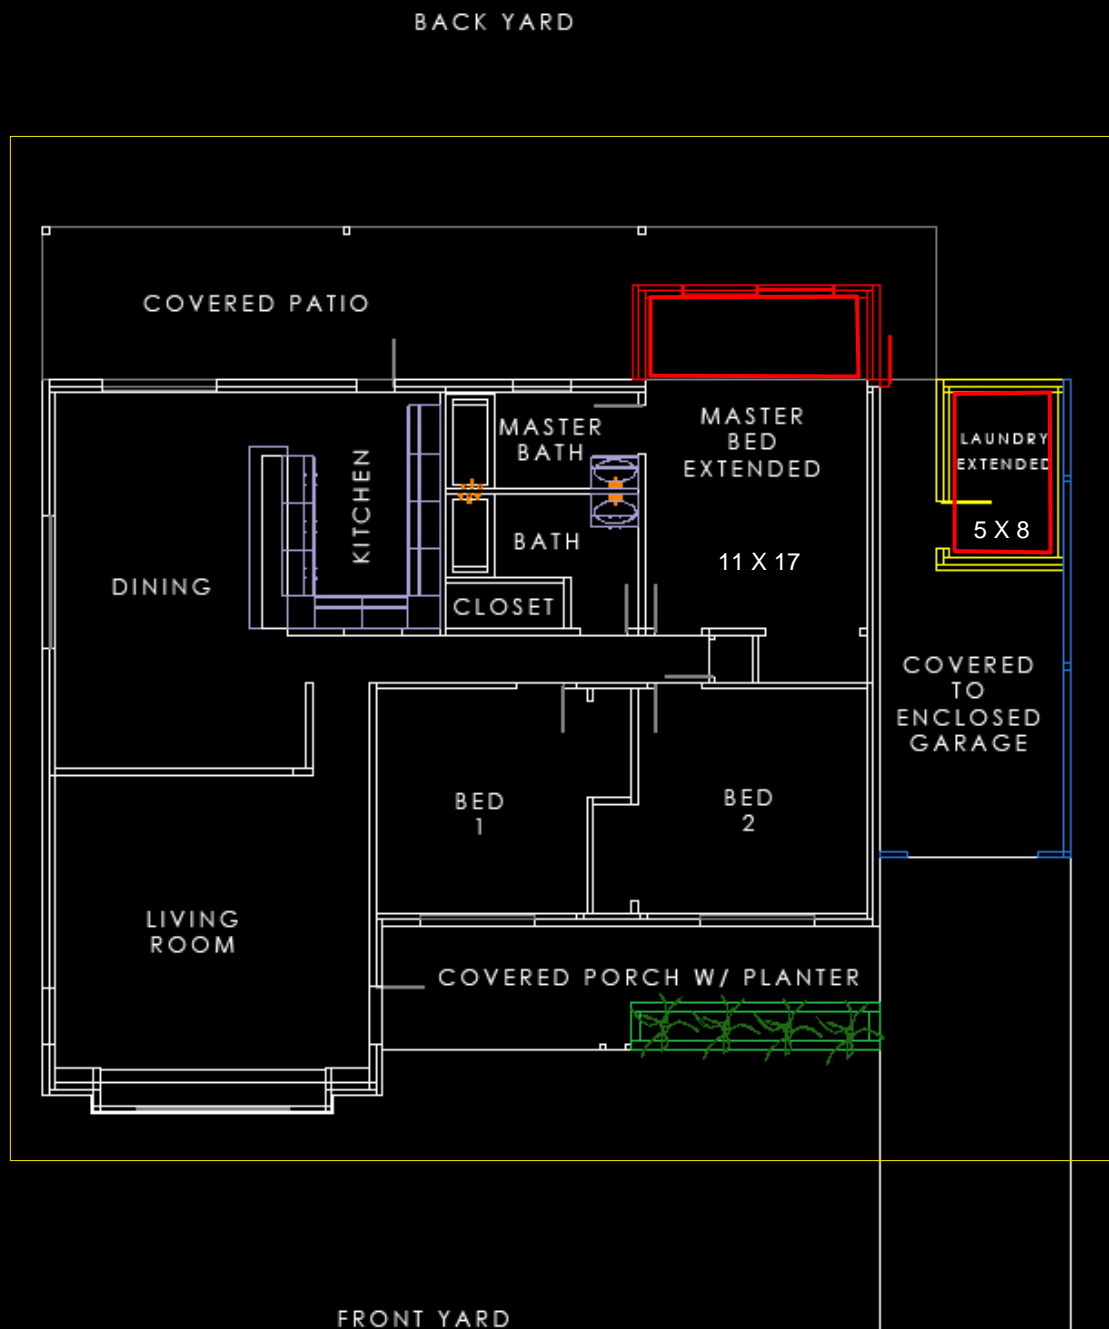 BACK YARD
COVERED PATIO
MASTER
BED
EXTENDED
11 X 17
LAUNDRY
EXTENDED
5 X 8
MASTER
BATH
KITCHEN
BATH
DINING
CLOSET
COVERED
TO
ENCLOSED
GARAGE
BED
1
BED
2
LIVING
ROOM
COVERED PORCH W/ PLANTER
FRONT YARD